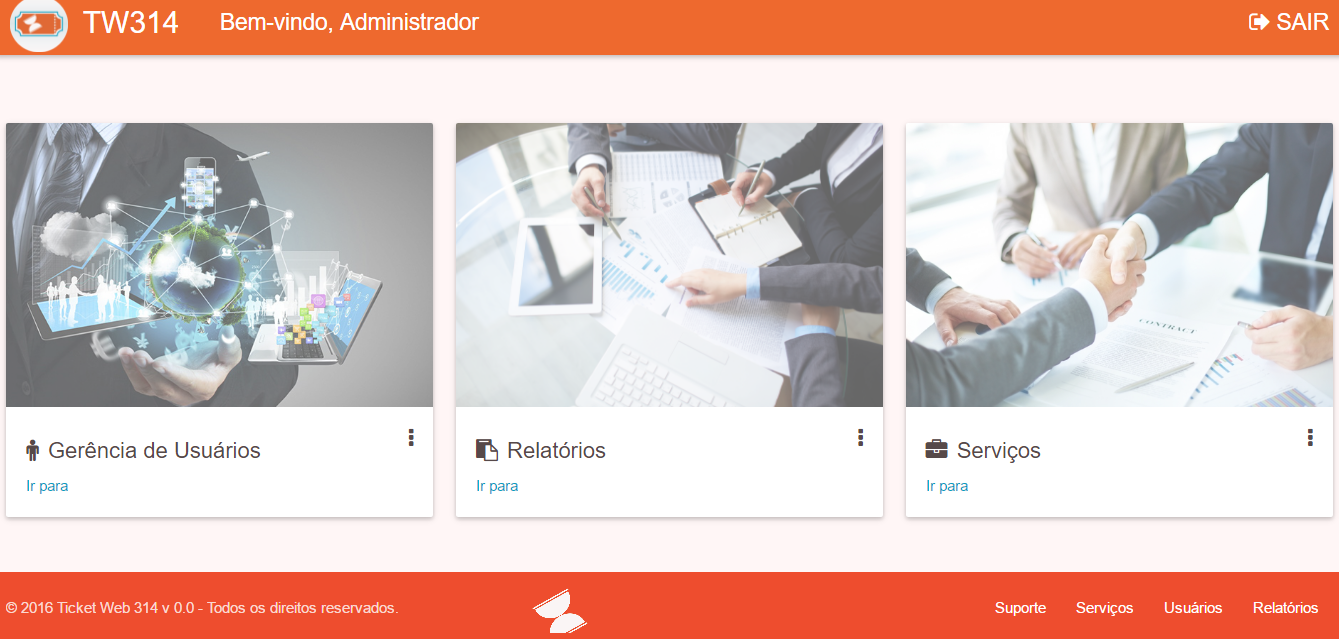 TW314
Bem-vindo, Administrador
SAIR
CONTRACT
Gerência de Usuários
Ir para
Relatórios
Ir para
Serviços
Ir para
© 2016 Ticket Web 314 v 0.0 - Todos os direitos reservados.
Suporte
Serviços
Usuários
Relatórios